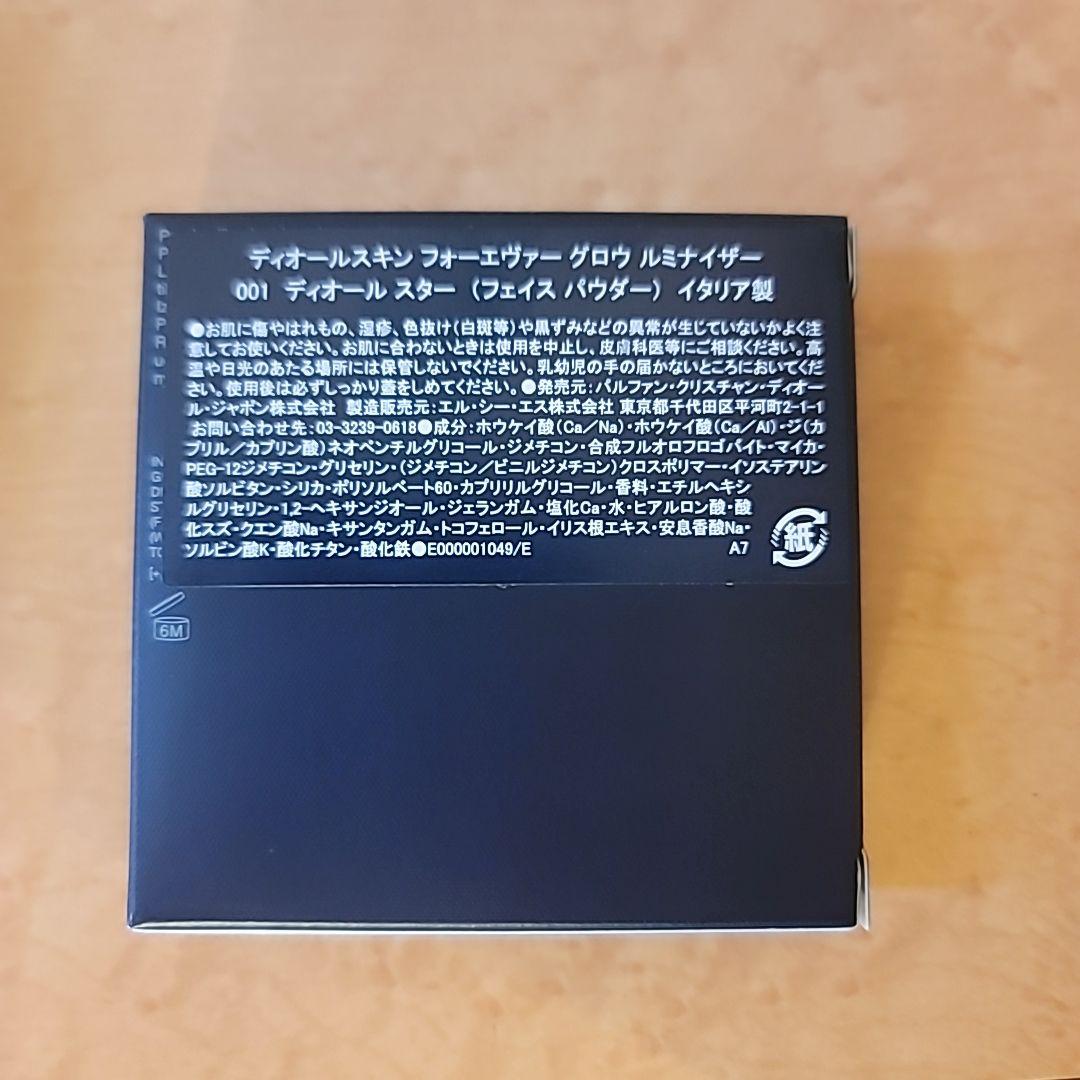 ディオールスキン フォーエヴァー グロウ ルミナイザー
001 ディオール スター (フェイス パウダー) イタリア製
●お肌に傷やはれもの、湿疹、色抜け(白斑等)や黒ずみなどの異常が生じていないかよく注
意してお使いください。お肌に合わないときは使用を中止し、皮膚科医等にご相談ください。高
温や日光のあたる場所には保管しないでください。乳幼児の手の届かないところにおいてくだ
さい。使用後は必ずしっかり蓋をしめてください。●発売元:パルファン・クリスチャン・ディオー
ル・ジャポン株式会社 製造販売元:エル・シー・エス株式会社 東京都千代田区平河町2-1-1
お問い合わせ先:03-3239-0618●成分:ホウケイ酸(Ca/Na)・ホウケイ酸(Ca/Al)・ジ(カ
プリル/カプリン酸)ネオペンチルグリコール・ジメチコン・合成フルオロフロゴパイト・マイカ・
PEG-12ジメチコン・グリセリン・(ジメチコン/ビニルジメチコン)クロスポリマー・イソステアリン
酸ソルビタン・シリカ・ポリソルベート60・カプリリルグリコール・香料・エチルヘキシ
ルグリセリン・1,2-ヘキサンジオール・ジェランガム・塩化Ca・水・ヒアルロン酸・酸
化スズ・クエン酸Na・キサンタンガム・トコフェロール・イリス根エキス・安息香酸Na・
ソルビン酸K・酸化チタン・酸化鉄●E000001049/E A7
紙
6M